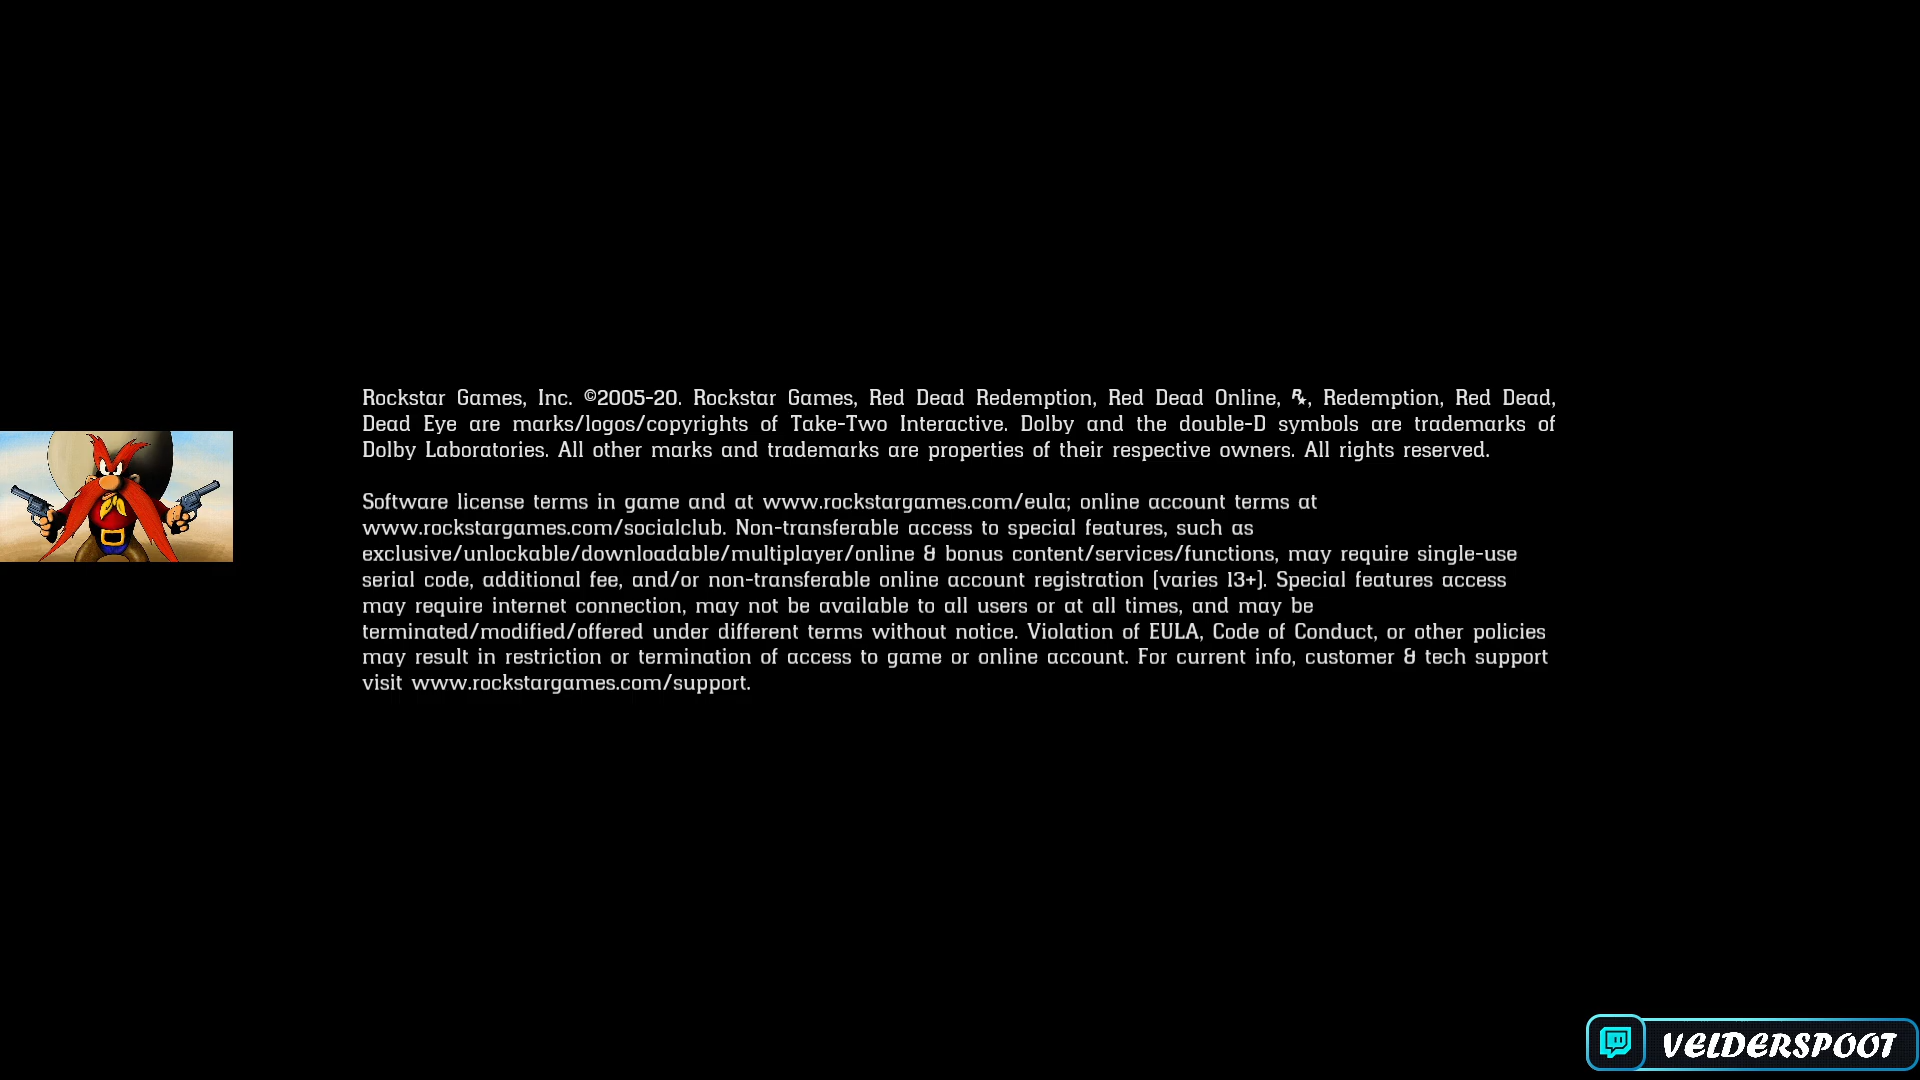 Rockstar Games, Inc. ©2005-20. Rockstar Games, Red Dead Redemption, Red Dead Online, R★, Redemption, Red Dead,
Dead Eye are marks/logos/copyrights of Take-Two Interactive. Dolby and the double-D symbols are trademarks of
Dolby Laboratories. All other marks and trademarks are properties of their respective owners. All rights reserved.
Software license terms in game and at www.rockstargames.com/eula; online account terms at
www.rockstargames.com/socialclub. Non-transferable access to special features, such as
exclusive/unlockable/downloadable/multiplayer/online & bonus content/services/functions, may require single-use
serial code, additional fee, and/or non-transferable online account registration (varies 13+). Special features access
may require internet connection, may not be available to all users or at all times, and may be
terminated/modified/offered under different terms without notice. Violation of EULA, Code of Conduct, or other policies
may result in restriction or termination of access to game or online account. For current info, customer & tech support
visit www.rockstargames.com/support.
VELDERSPOOT